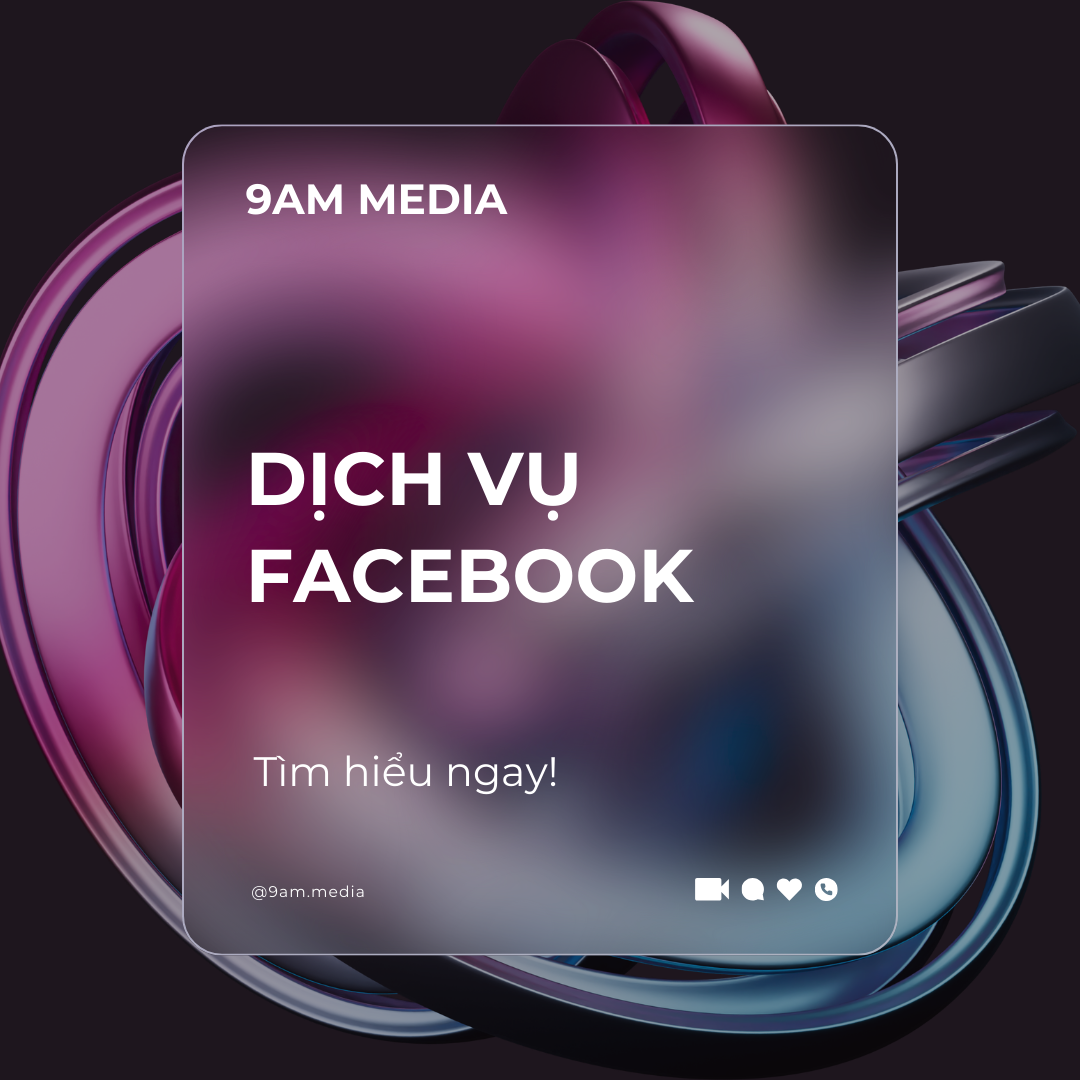 9AM MEDIA
DỊCH VỤ
FACEBOOK
Tìm hiểu ngay!
@9am.media